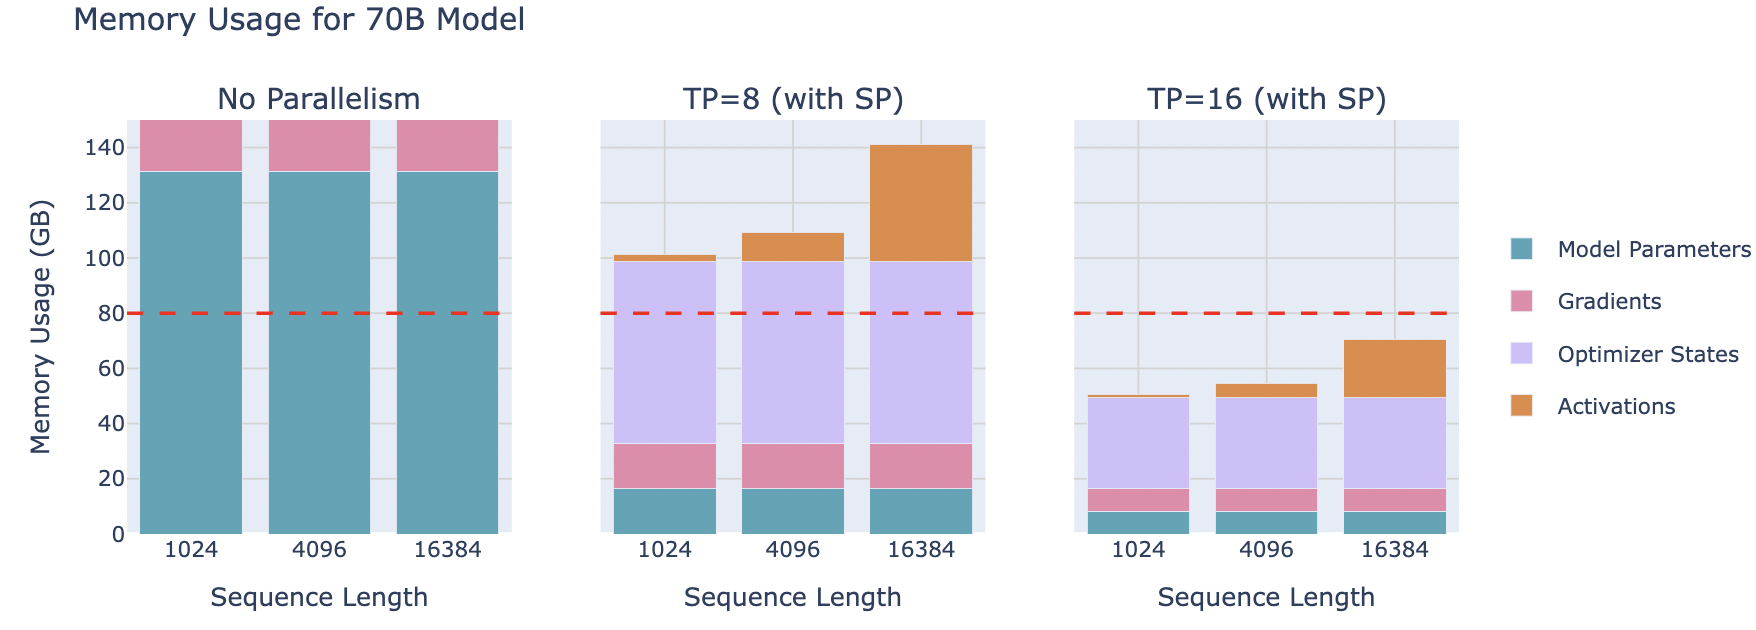 Memory Usage for 70B Model
No Parallelism
TP=8 (with SP)
TP=16 (with SP)
Memory Usage (GB)
140
120
100
80
60
40
20
0
1024 4096 16384
1024 4096 16384
1024 4096 16384
Sequence Length
Sequence Length
Sequence Length
Model Parameters
Gradients
Optimizer States
Activations